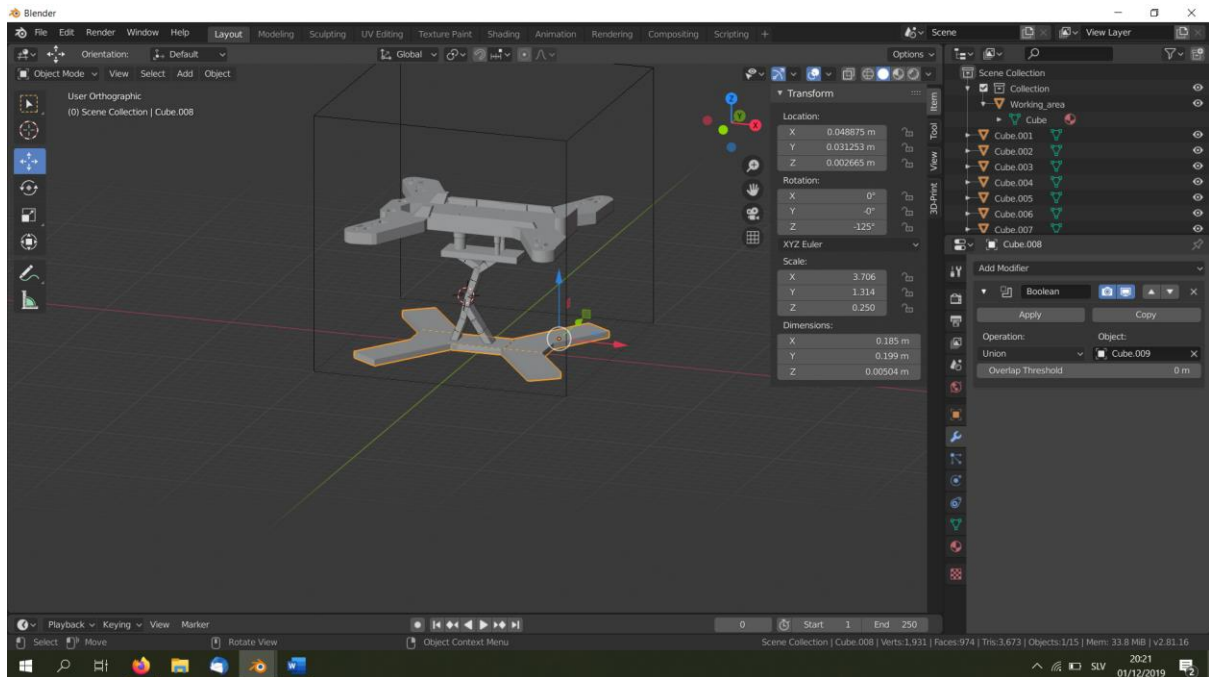 Blender
File Edit Render Window Help Layout Modeling Sculpting UV Editing Texture Paint Shading Animation Rendering Compositing Scripting + Scene View Layer
Orientation: Default Global Options
Object Mode View Select Add Object
User Orthographic
(0) Scene Collection | Cube.008
Z
Y
X
Transform
Location:
X 0.048875 m
Y 0.031253 m
Z 0.002665 m
Rotation:
X 0°
Y -0°
Z -125°
XYZ Euler
Scale:
X 3.706
Y 1.314
Z 0.250
Dimensions:
X 0.185 m
Y 0.199 m
Z 0.00504 m
Item
Tool
View
3D-Print
Scene Collection
Collection
Working_area
Cube
Cube.001
Cube.002
Cube.003
Cube.004
Cube.005
Cube.006
Cube.007
Cube.008
Add Modifier
Boolean
Apply Copy
Operation: Object:
Union Cube.009
Overlap Threshold 0 m
Playback Keying View Marker 0 Start 1 End 250
Select Move Rotate View Object Context Menu Scene Collection | Cube.008 | Verts:1,931 | Faces:974 | Tris:3,673 | Objects:1/15 | Mem: 33.8 MiB | v2.81.16
SLV 20:21
01/12/2019 2